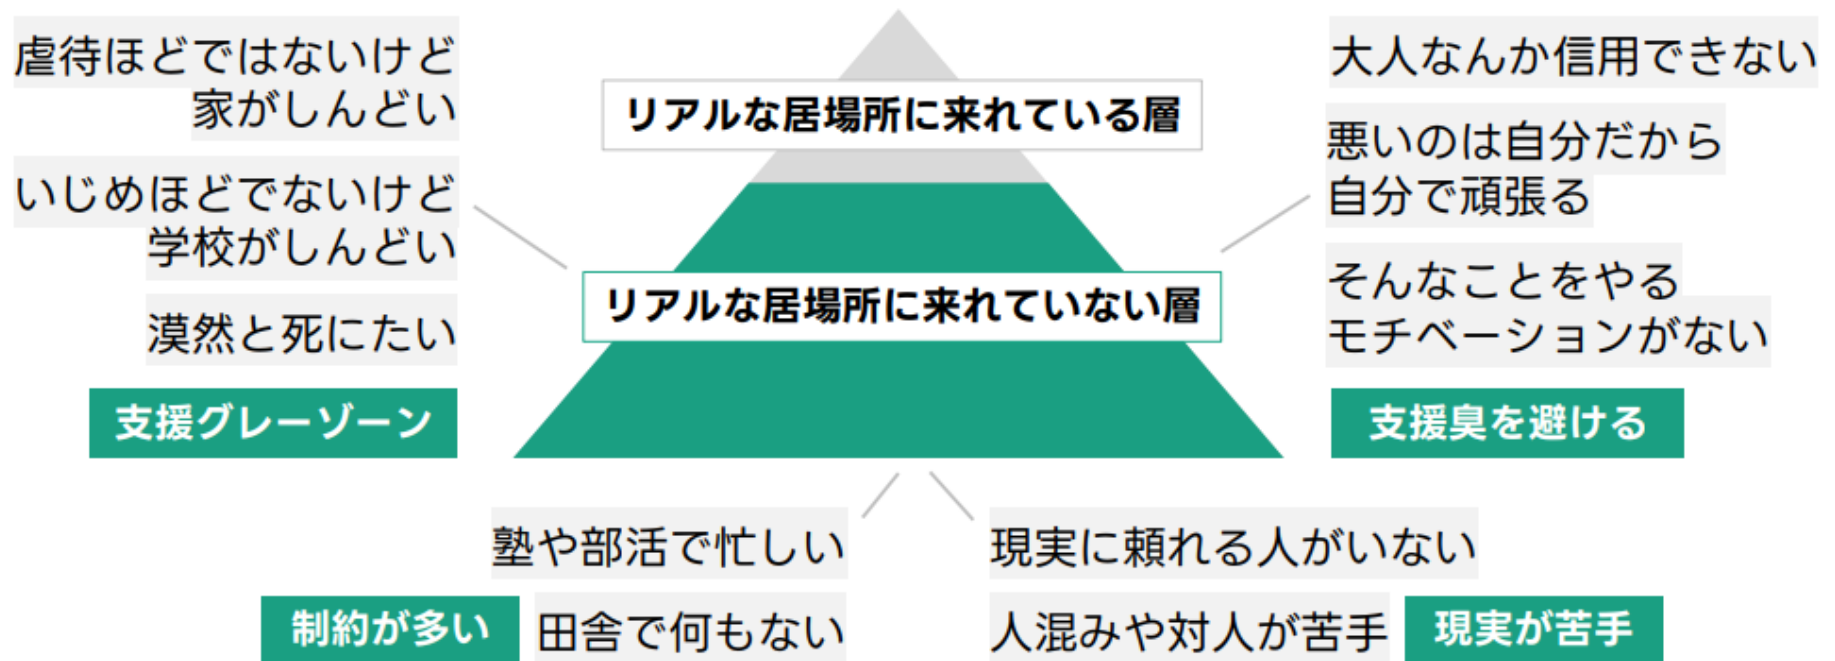 虐待ほどではないけど
家がしんどい
いじめほどでないけど
学校がしんどい
漠然と死にたい
支援グレーゾーン
リアルな居場所に来れている層
リアルな居場所に来れていない層
大人なんか信用できない
悪いのは自分だから
自分で頑張る
そんなことをやる
モチベーションがない
支援臭を避ける
塾や部活で忙しい
制約が多い
田舎で何もない
現実に頼れる人がいない
人混みや対人が苦手
現実が苦手